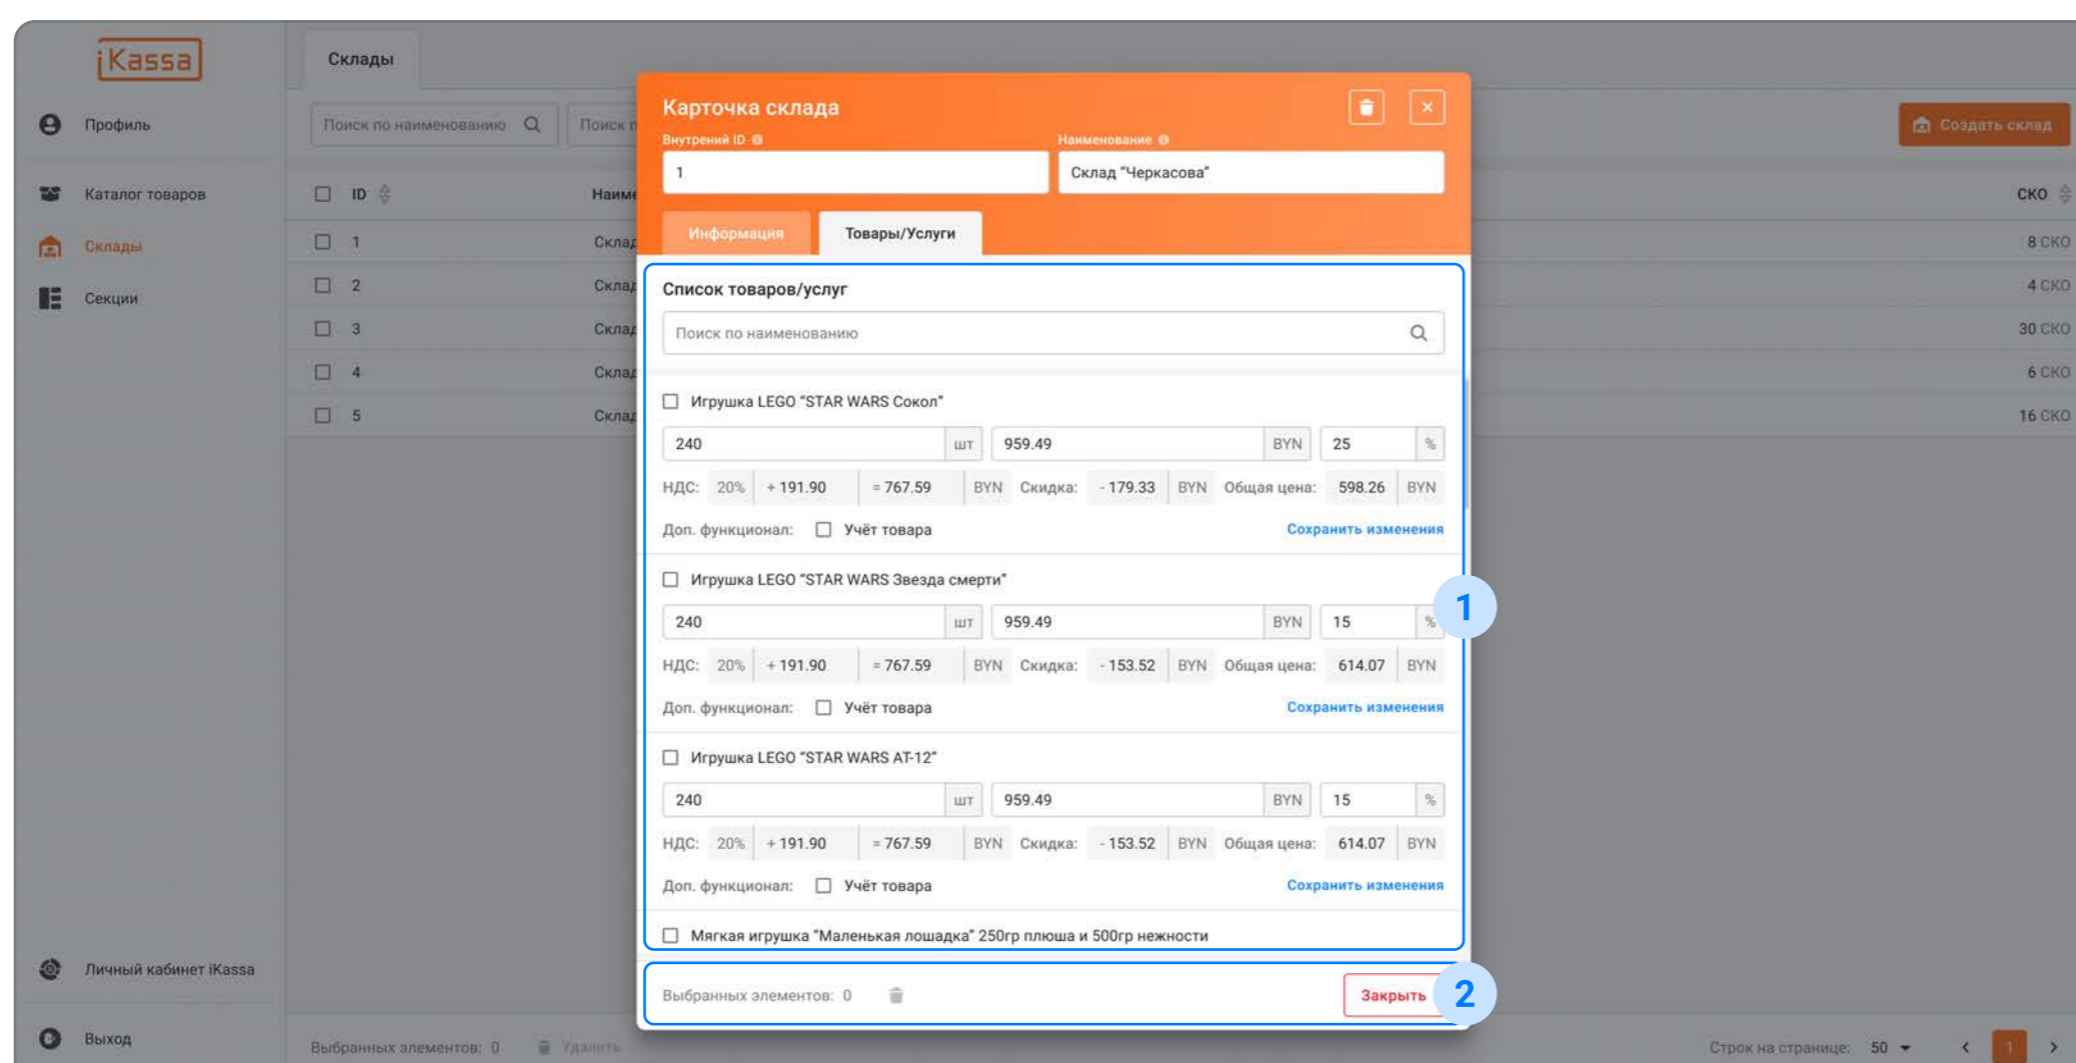 iKassa
Склады
Профиль
Поиск по наименованию
Поиск п
Создать склад
Каталог товаров
Склады
Секции
ID
Наиме
СКО
1
Склад
8 СКО
2
Склад
4 СКО
3
Склад
30 СКО
4
Склад
6 СКО
5
Склад
16 СКО
Карточка склада
Внутрений ID
Наименование
1
Склад "Черкасова"
Информация
Товары/Услуги
Список товаров/услуг
Поиск по наименованию
Игрушка LEGO "STAR WARS Сокол"
240 шт 959.49 BYN 25 %
НДС: 20% + 191.90 = 767.59 BYN Скидка: - 179.33 BYN Общая цена: 598.26 BYN
Доп. функционал: Учёт товара Сохранить изменения
Игрушка LEGO "STAR WARS Звезда смерти"
240 шт 959.49 BYN 15 %
НДС: 20% + 191.90 = 767.59 BYN Скидка: - 153.52 BYN Общая цена: 614.07 BYN
Доп. функционал: Учёт товара Сохранить изменения
Игрушка LEGO "STAR WARS AT-12"
240 шт 959.49 BYN 15 %
НДС: 20% + 191.90 = 767.59 BYN Скидка: - 153.52 BYN Общая цена: 614.07 BYN
Доп. функционал: Учёт товара Сохранить изменения
Мягкая игрушка "Маленькая лошадка" 250гр плюша и 500гр нежности
1
Выбранных элементов: 0
Закрыть
2
Личный кабинет iKassa
Выход
Выбранных элементов: 0 Удалить
Строк на странице: 50 < 1 >